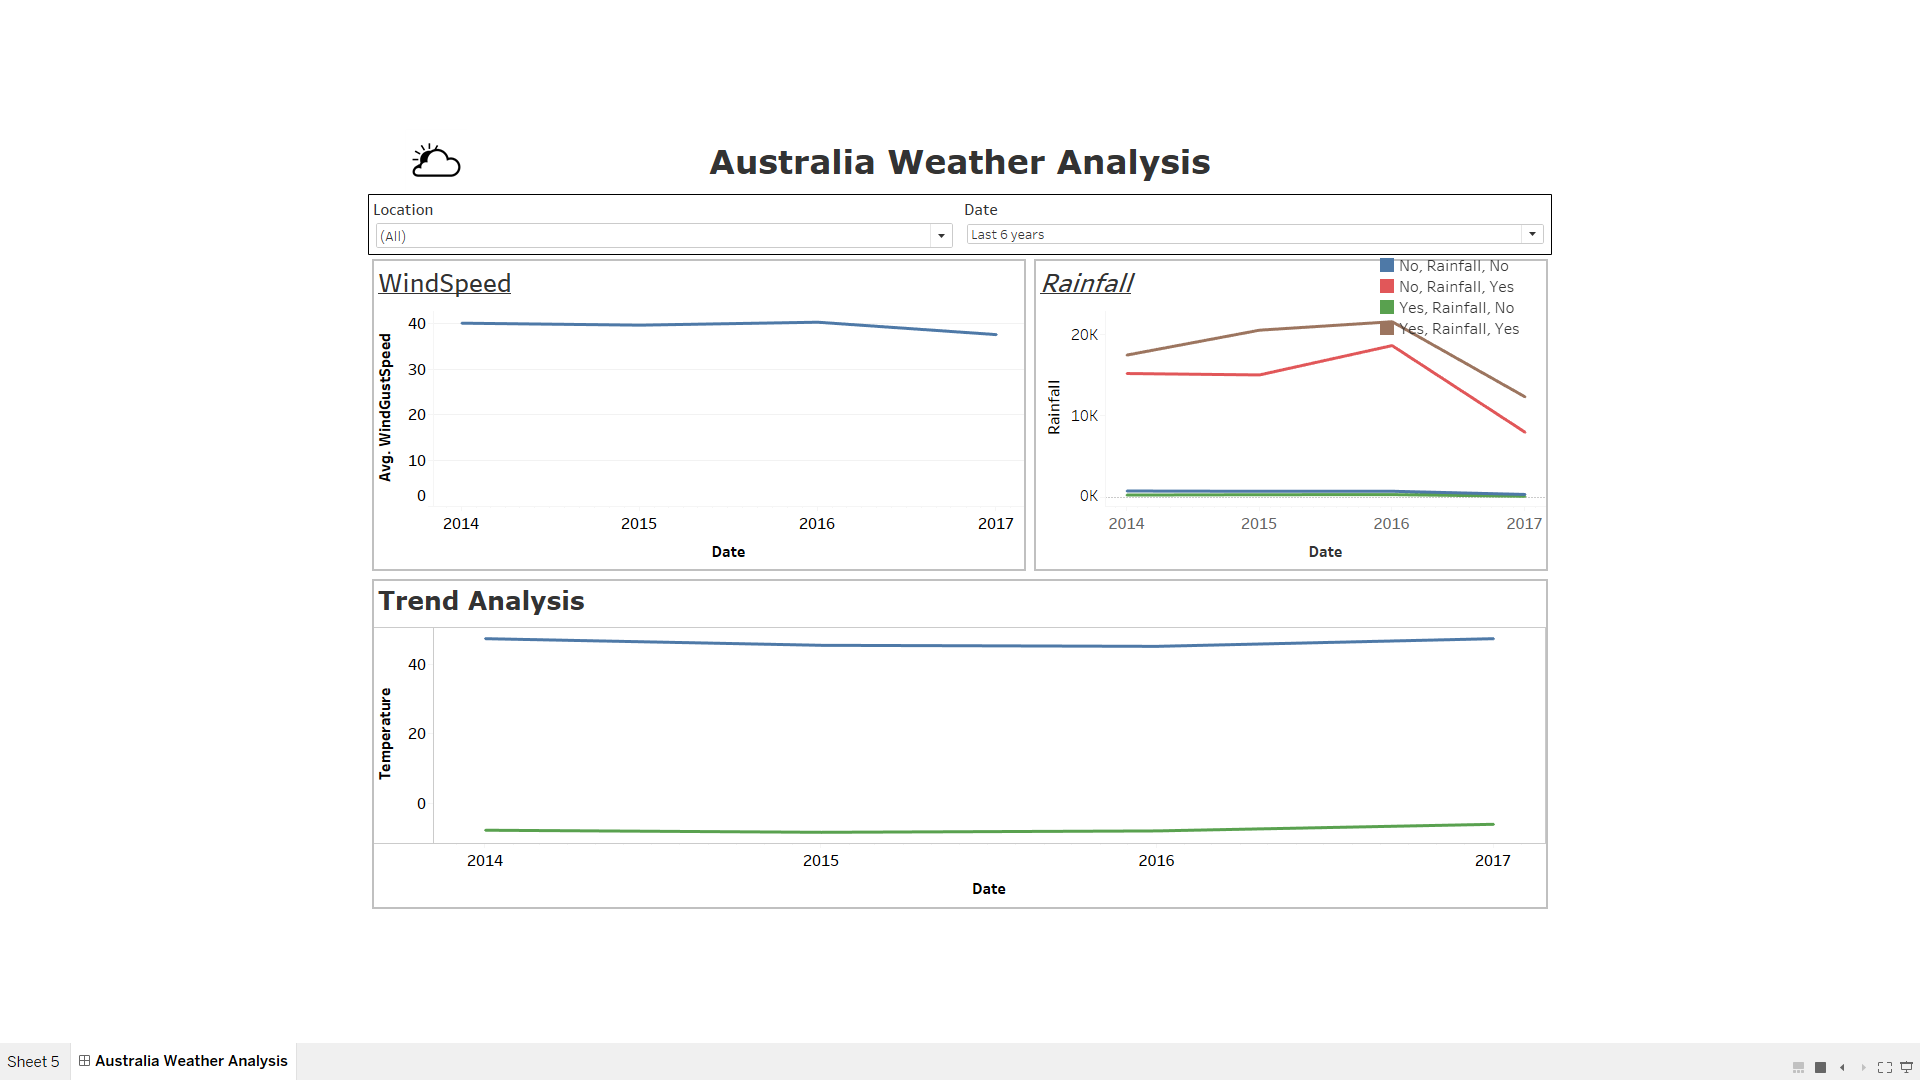 Australia Weather Analysis
Location
(All)
Date
Last 6 years
WindSpeed
Avg. WindGustSpeed
40
30
20
10
0
2014 2015 2016 2017
Date
Rainfall
No, Rainfall, No
No, Rainfall, Yes
Yes, Rainfall, No
Yes, Rainfall, Yes
Rainfall
20K
10K
0K
2014 2015 2016 2017
Date
Trend Analysis
Temperature
40
20
0
2014 2015 2016 2017
Date
Sheet 5
Australia Weather Analysis